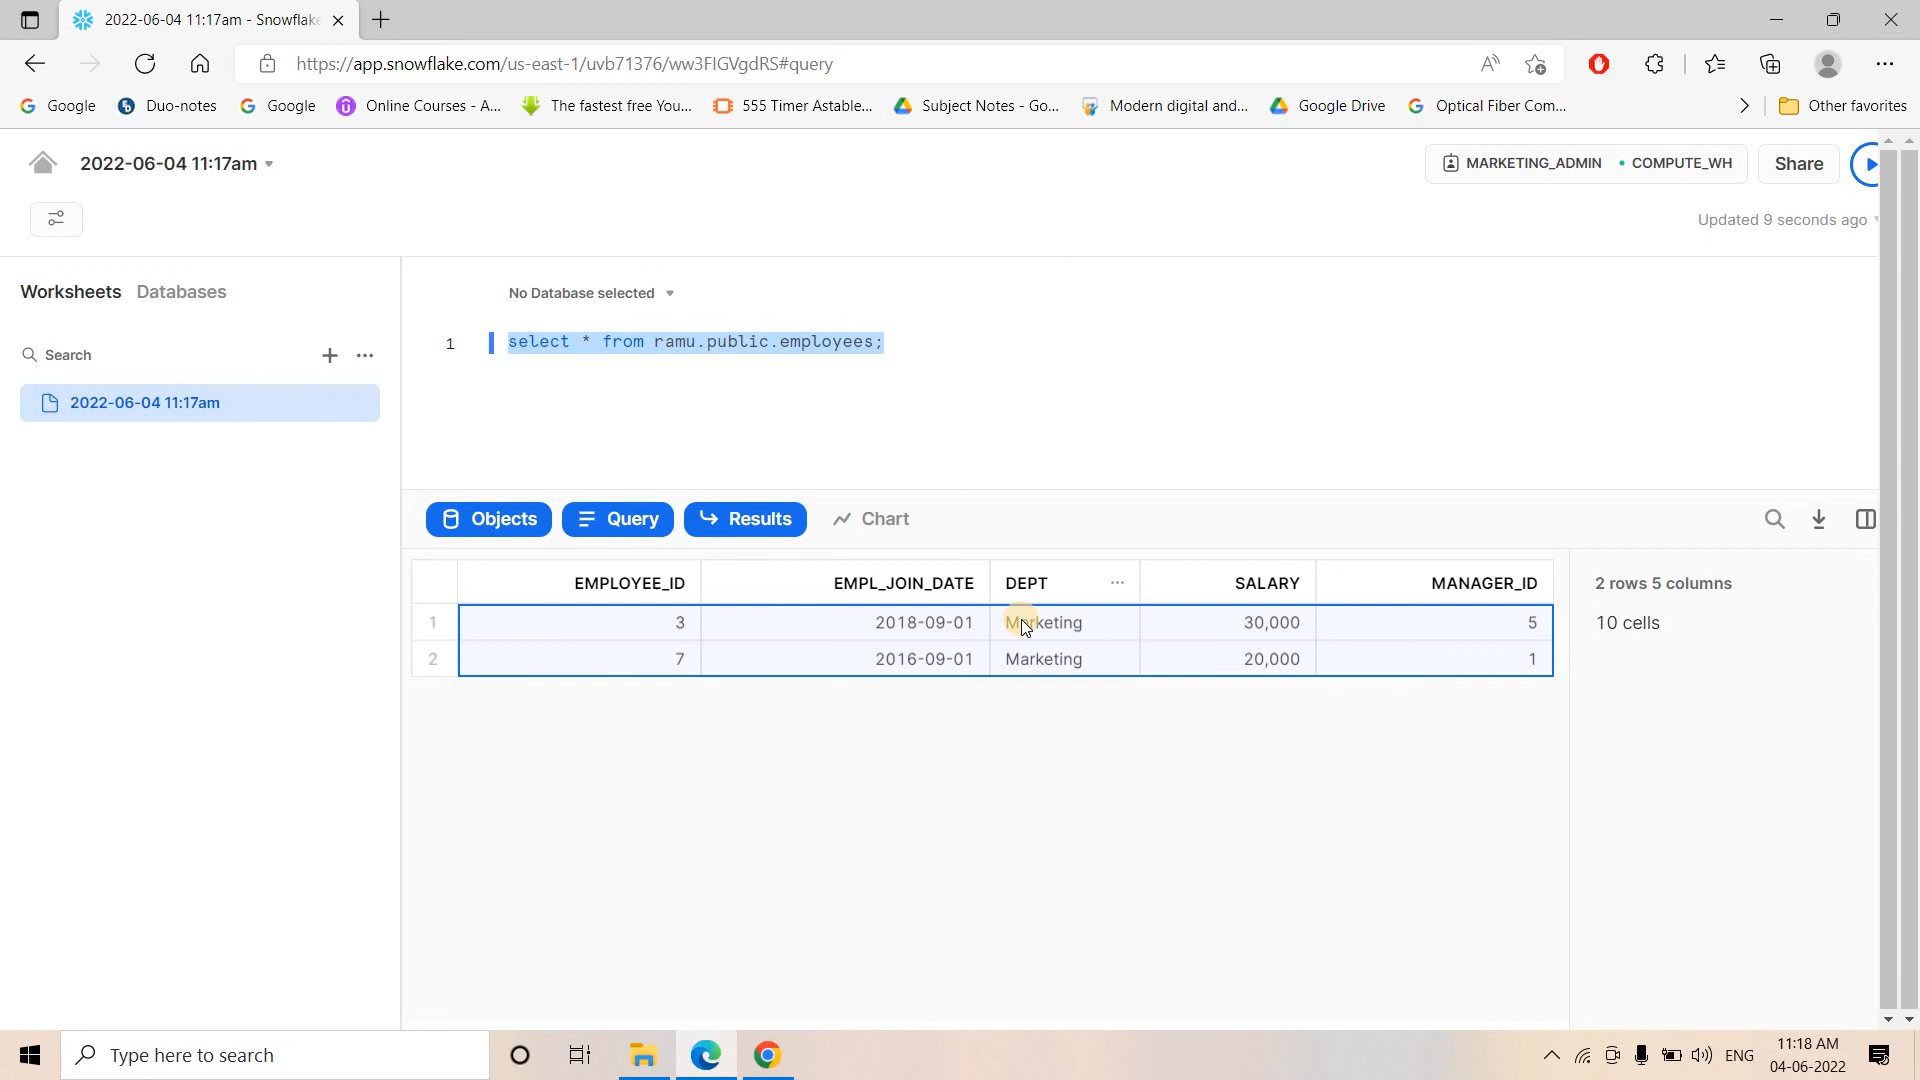 2022-06-04 11:17am - Snowflake
https://app.snowflake.com/us-east-1/uvb71376/ww3FIGVgdRS#query
Google
Duo-notes
Google
Online Courses - A...
The fastest free You...
555 Timer Astable...
Subject Notes - Go...
Modern digital and...
Google Drive
Optical Fiber Com...
Other favorites
2022-06-04 11:17am
MARKETING_ADMIN
COMPUTE_WH
Share
Updated 9 seconds ago
Worksheets
Databases
No Database selected
Search
1 select * from ramu.public.employees;
2022-06-04 11:17am
Objects
Query
Results
Chart
EMPLOYEE_ID EMPL_JOIN_DATE DEPT ... SALARY MANAGER_ID
1 3 2018-09-01 Marketing 30,000 5
2 7 2016-09-01 Marketing 20,000 1
2 rows 5 columns
10 cells
Type here to search
ENG
11:18 AM
04-06-2022